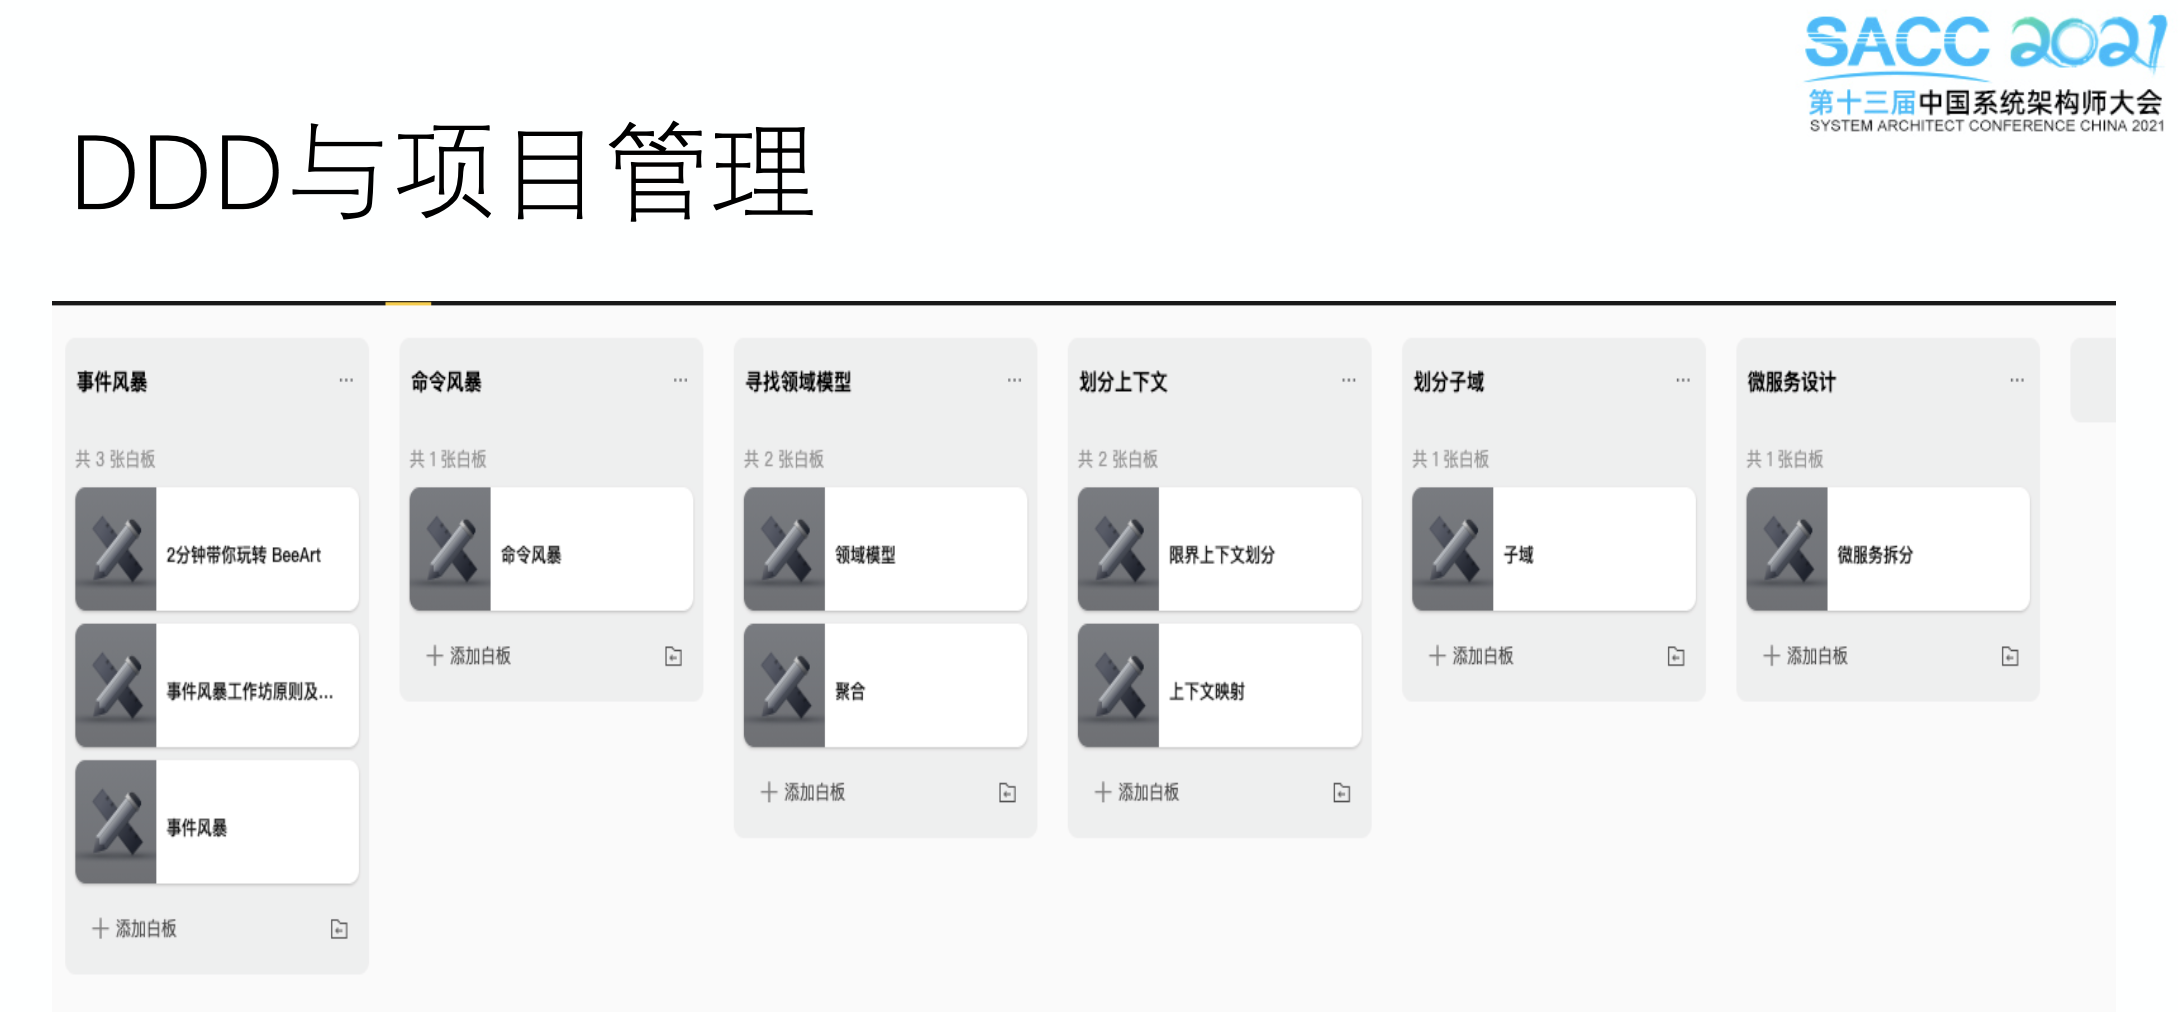 SACC 2021
第十三届中国系统架构师大会
SYSTEM ARCHITECT CONFERENCE CHINA 2021
DDD与项目管理
事件风暴 ...
共 3 张白板
2分钟带你玩转 BeeArt
事件风暴工作坊原则及...
事件风暴
+ 添加白板
命令风暴 ...
共 1 张白板
命令风暴
+ 添加白板
寻找领域模型 ...
共 2 张白板
领域模型
聚合
+ 添加白板
划分上下文 ...
共 2 张白板
限界上下文划分
上下文映射
+ 添加白板
划分子域 ...
共 1 张白板
子域
+ 添加白板
微服务设计 ...
共 1 张白板
微服务拆分
+ 添加白板